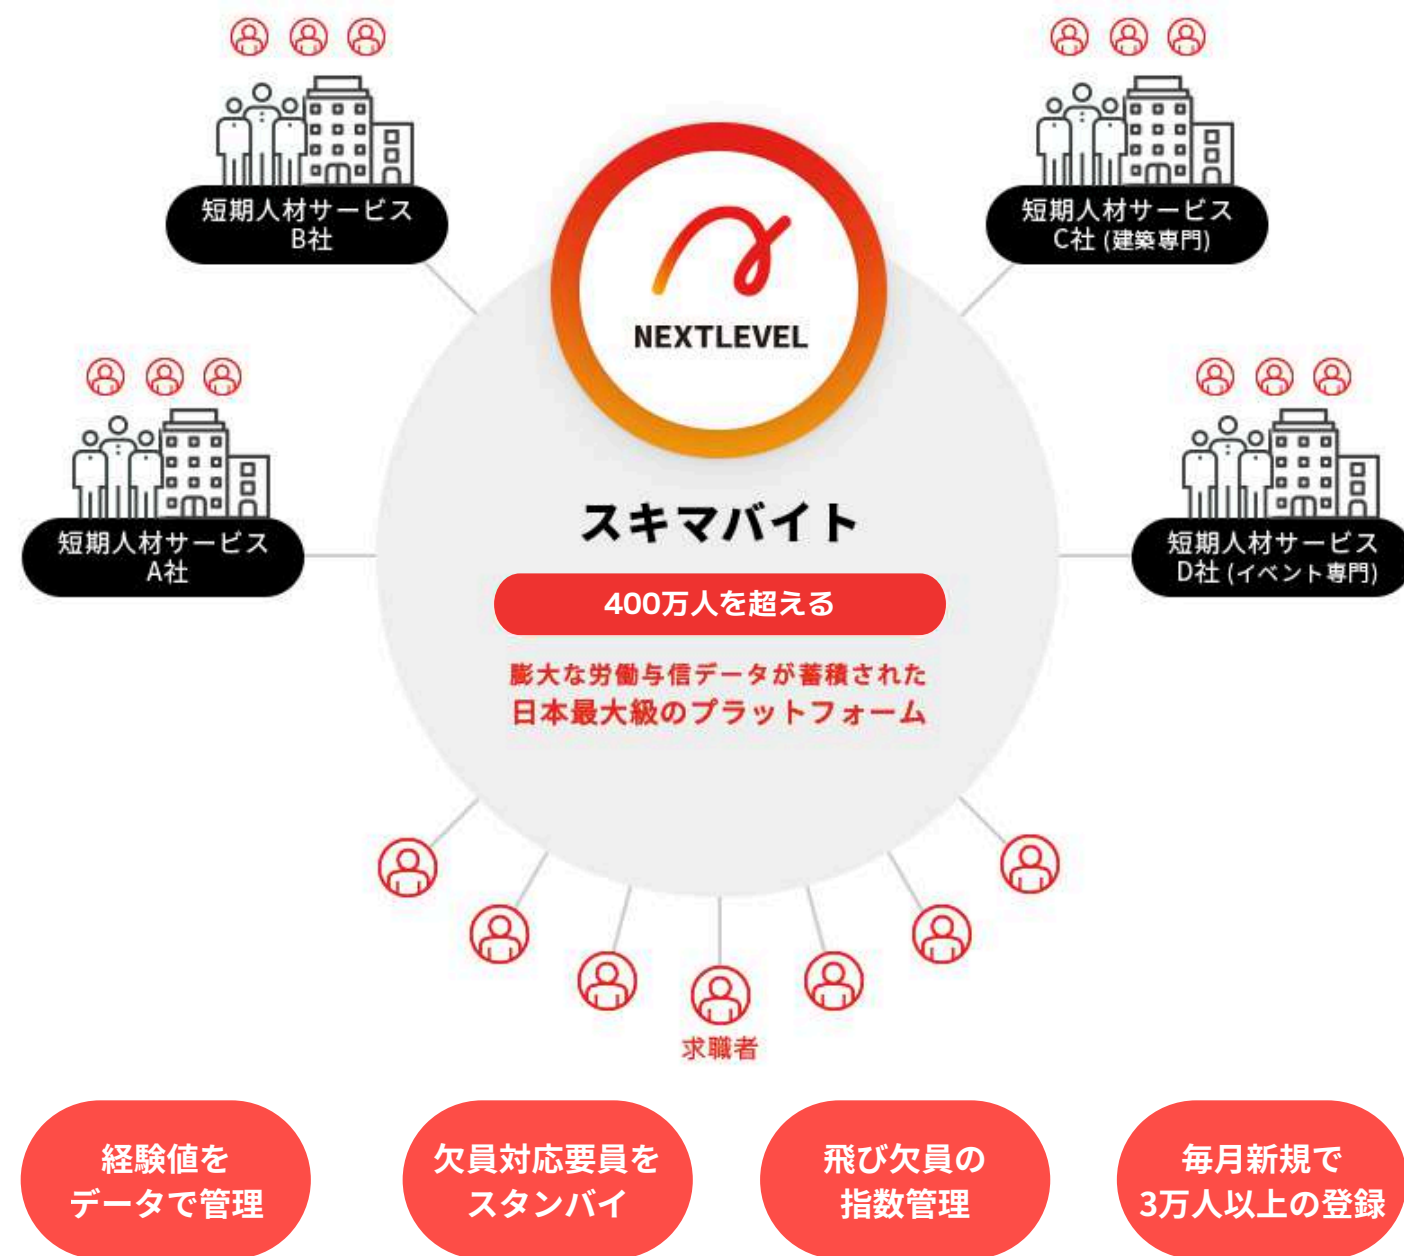 短期人材サービス
B社
短期人材サービス
C社 (建築専門)
NEXTLEVEL
短期人材サービス
A社
短期人材サービス
D社 (イベント専門)
スキマバイト
400万人を超える
膨大な労働与信データが蓄積された
日本最大級のプラットフォーム
求職者
経験値を
データで管理
欠員対応要員を
スタンバイ
飛び欠員の
指数管理
毎月新規で
3万人以上の登録